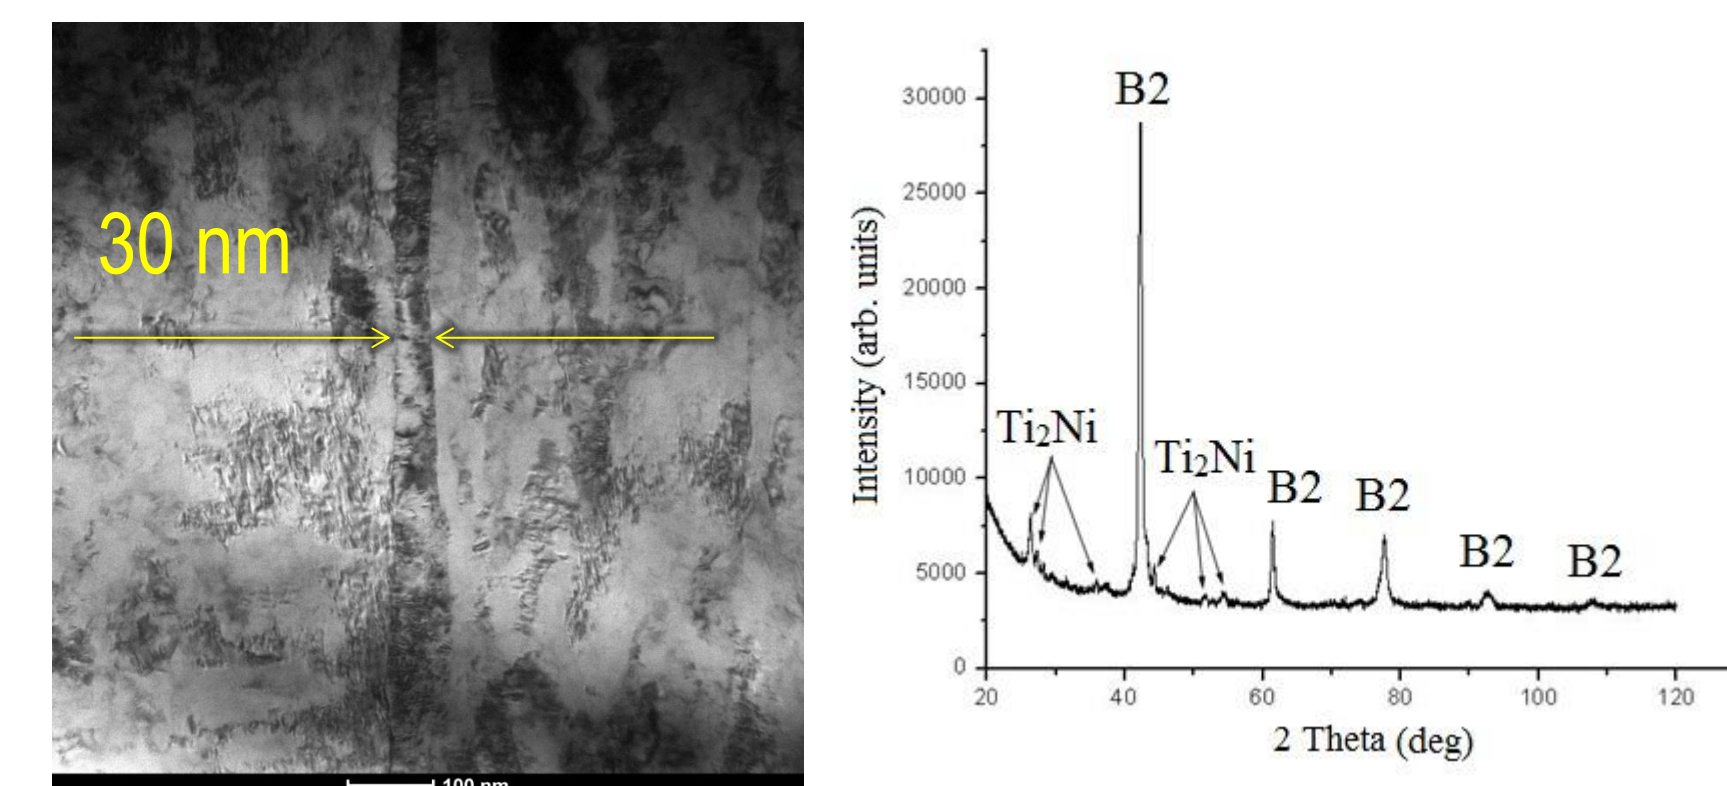 30 nm
100 nm
B2
Ti₂Ni
Ti₂Ni
B2
B2
B2
B2
30000
25000
20000
15000
10000
5000
0
Intensity (arb. units)
20 40 60 80 100 120
2 Theta (deg)